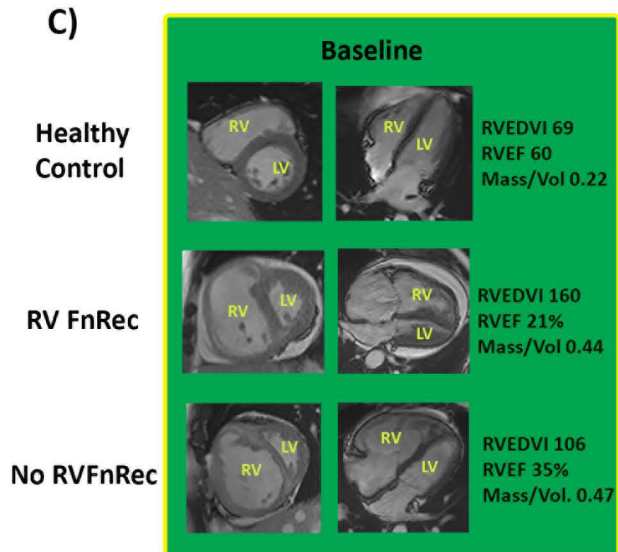 C)
Baseline
Healthy
Control
RV
LV
RV
LV
RVEDVI 69
RVEF 60
Mass/Vol 0.22
RV FnRec
RV
LV
RV
LV
RVEDVI 160
RVEF 21%
Mass/Vol 0.44
No RVFnRec
RV
LV
RV
LV
RVEDVI 106
RVEF 35%
Mass/Vol. 0.47